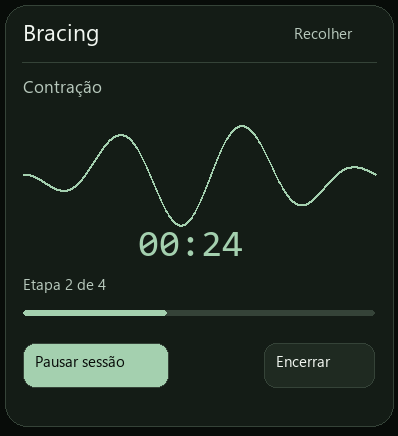 Bracing
Recolher
Contração
00:24
Etapa 2 de 4
Pausar sessão
Encerrar